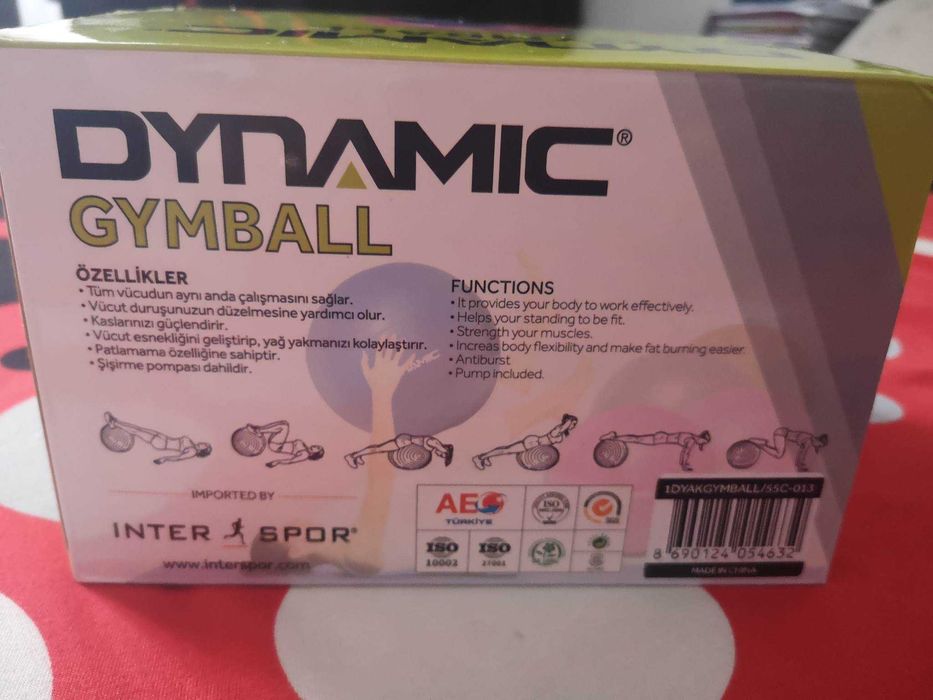 DYNAMIC®
GYMBALL
ÖZELLİKLER
• Tüm vücudun aynı anda çalışmasını sağlar.
• Vücut duruşunuzun düzelmesine yardımcı olur.
• Kaslarınızı güçlendirir.
• Vücut esnekliğini geliştirip, yağ yakmanızı kolaylaştırır.
• Patlamama özelliğine sahiptir.
• Şişirme pompası dahildir.
FUNCTIONS
• It provides your body to work effectively.
• Helps your standing to be fit.
• Strength your muscles.
• Increas body flexibility and make fat burning easier.
• Antiburst
• Pump included.
IMPORTED BY
INTER SPOR®
www.interspor.com
AEO
TÜRKİYE
ISO
ISO
10002
ISO
27001
1DYAKGYMBALL/55C-013
8 690124 054632
MADE IN CHINA